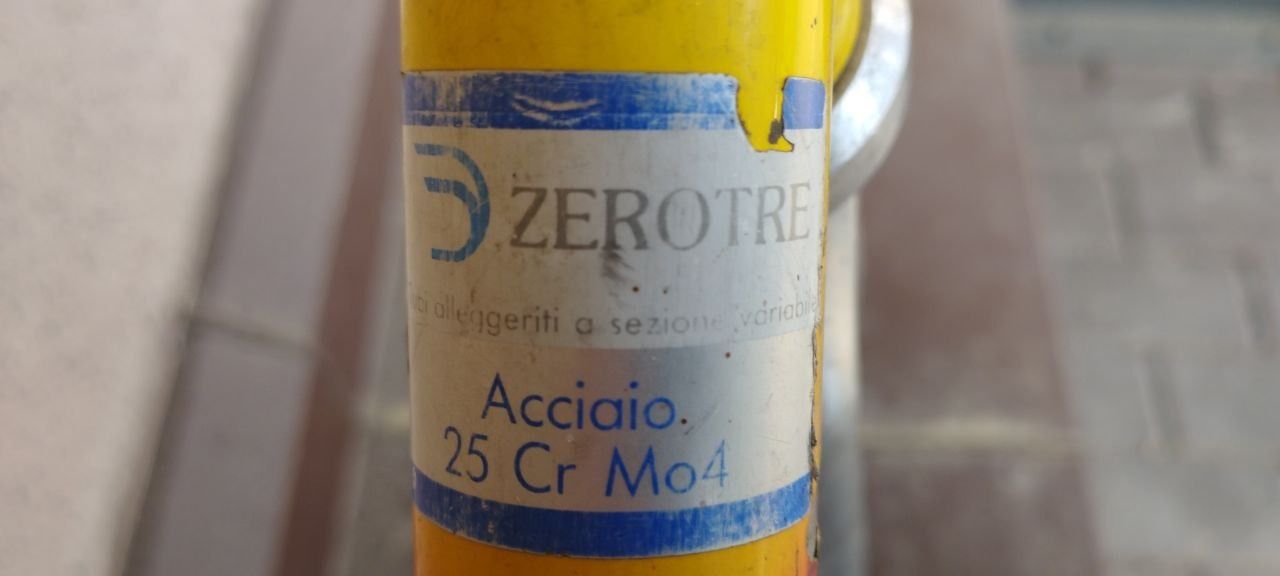 ZEROTRE
alleggeriti a sezione variabile
Acciaio
25 Cr Mo4